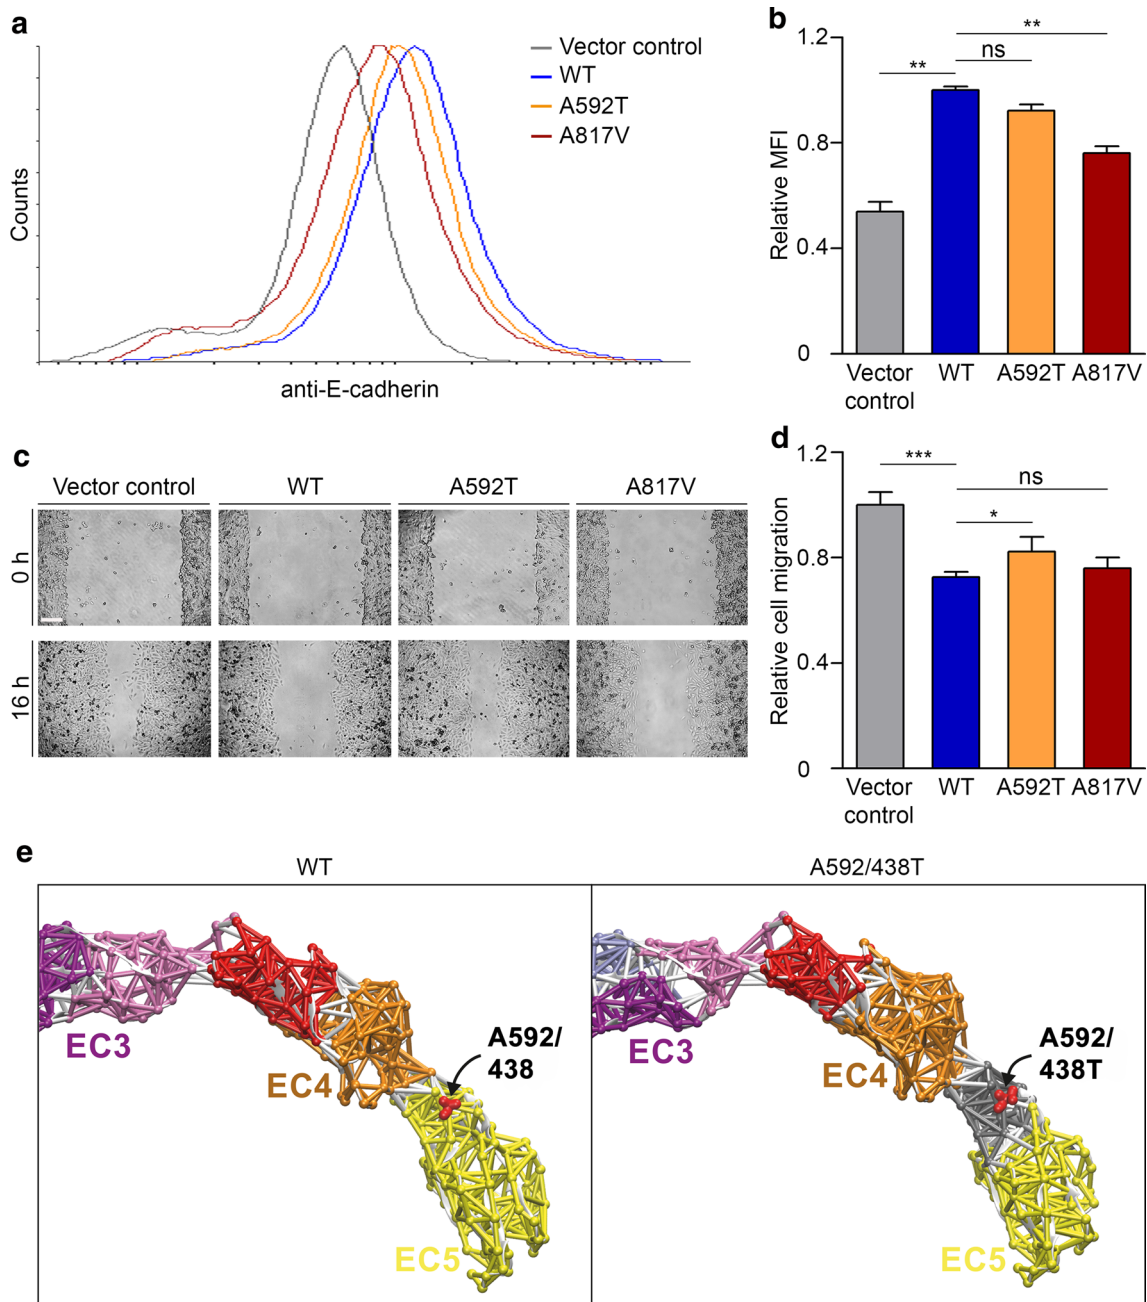 a
Vector control
WT
A592T
A817V
Counts
anti-E-cadherin
b
**
ns
**
1.2
0.8
0.4
0
Relative MFI
Vector control
WT
A592T
A817V
c
Vector control
WT
A592T
A817V
0 h
16 h
d
***
ns
*
1.2
0.8
0.4
0
Relative cell migration
Vector
control
WT
A592T
A817V
e
WT
A592/438T
EC3
EC4
A592/
438
EC5
EC3
EC4
A592/
438T
EC5